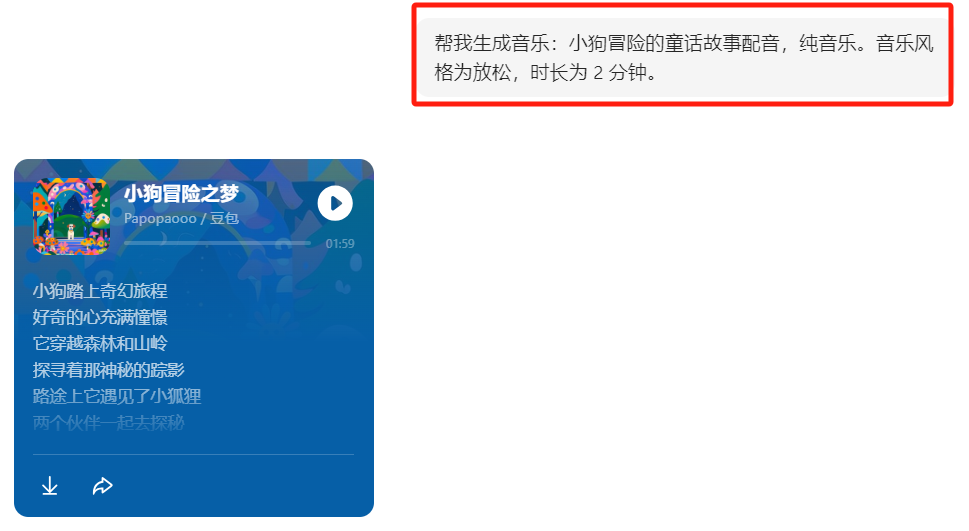 帮我生成音乐：小狗冒险的童话故事配音，纯音乐。音乐风
格为放松，时长为 2 分钟。
小狗冒险之梦
Papopaooo / 豆包
01:59
小狗踏上奇幻旅程
好奇的心充满憧憬
它穿越森林和山岭
探寻着那神秘的踪影
路途上它遇见了小狐狸
两个伙伴一起去探秘